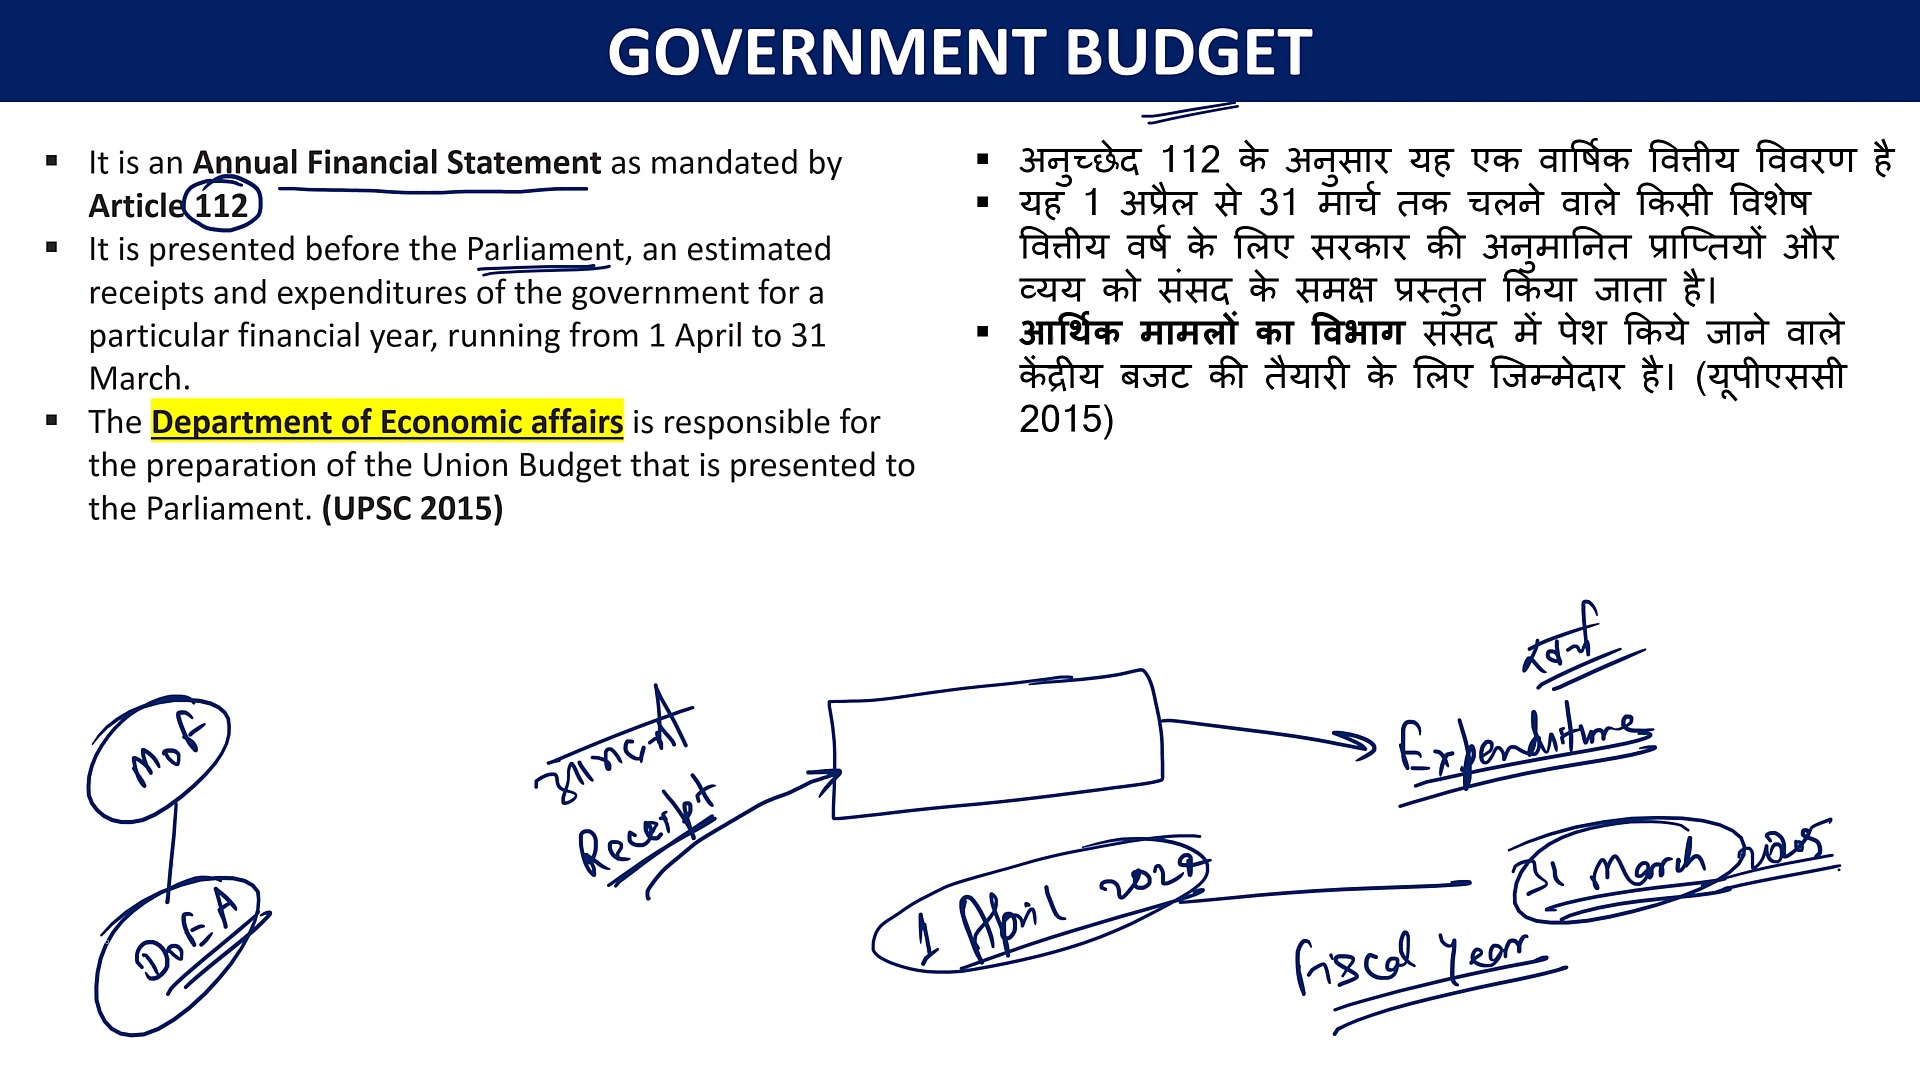 GOVERNMENT BUDGET
▪ It is an Annual Financial Statement as mandated by
Article 112
▪ It is presented before the Parliament, an estimated
receipts and expenditures of the government for a
particular financial year, running from 1 April to 31
March.
▪ The Department of Economic affairs is responsible for
the preparation of the Union Budget that is presented to
the Parliament. (UPSC 2015)
▪ अनुच्छेद 112 के अनुसार यह एक वार्षिक वित्तीय विवरण है
▪ यह 1 अप्रैल से 31 मार्च तक चलने वाले किसी विशेष
वित्तीय वर्ष के लिए सरकार की अनुमानित प्राप्तियों और
व्यय को संसद के समक्ष प्रस्तुत किया जाता है।
▪ आर्थिक मामलों का विभाग संसद में पेश किये जाने वाले
केंद्रीय बजट की तैयारी के लिए जिम्मेदार है। (यूपीएससी
2015)
MoF
DoEA
आमदनी
Receipt
खर्च
Expenditure
1 April 2024
31 March 2025
Fiscal Year